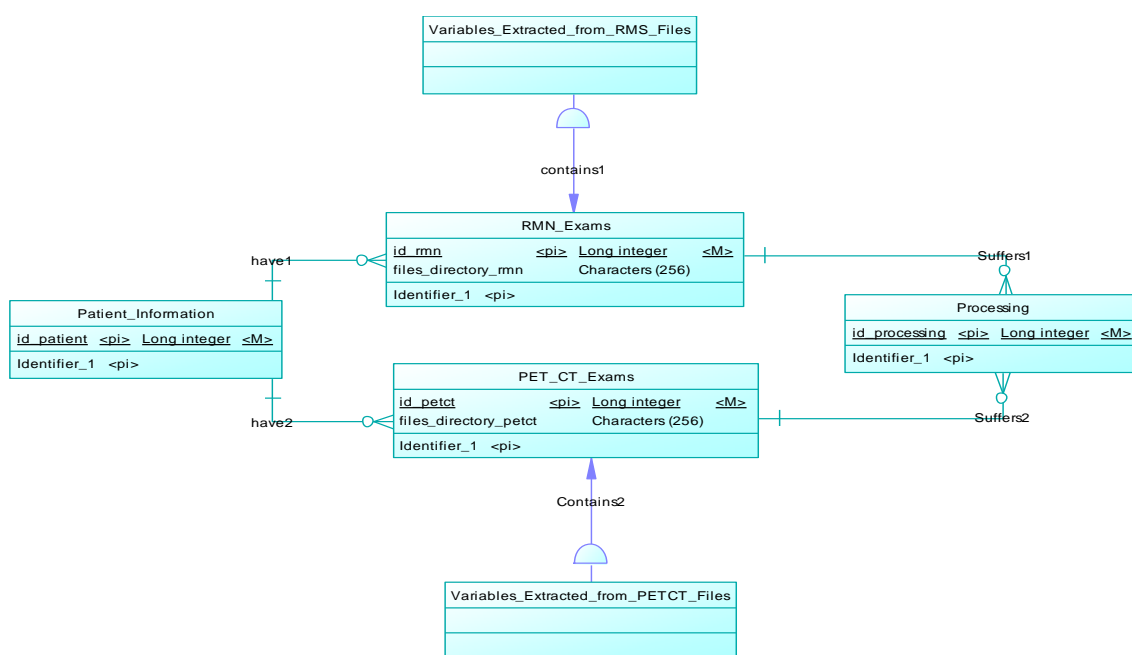 Variables_Extracted_from_RMS_Files
contains1
RMN_Exams
id_rmn <pi> Long integer <M>
files_directory_rmn Characters (256)
Identifier_1 <pi>
have1
Suffers1
Patient_Information
id_patient <pi> Long integer <M>
Identifier_1 <pi>
Processing
id_processing <pi> Long integer <M>
Identifier_1 <pi>
PET_CT_Exams
id_petct <pi> Long integer <M>
files_directory_petct Characters (256)
Identifier_1 <pi>
have2
Suffers2
Contains2
Variables_Extracted_from_PETCT_Files